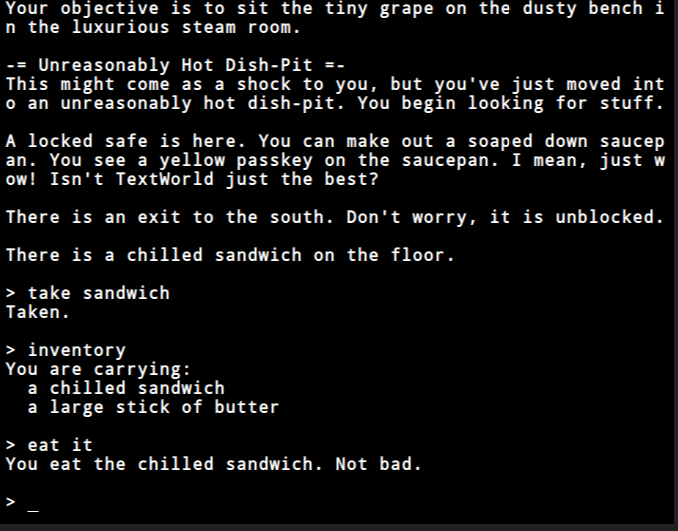 Your objective is to sit the tiny grape on the dusty bench i
n the luxurious steam room.
-= Unreasonably Hot Dish-Pit =-
This might come as a shock to you, but you've just moved int
o an unreasonably hot dish-pit. You begin looking for stuff.
A locked safe is here. You can make out a soaped down saucep
an. You see a yellow passkey on the saucepan. I mean, just w
ow! Isn't TextWorld just the best?
There is an exit to the south. Don't worry, it is unblocked.
There is a chilled sandwich on the floor.
> take sandwich
Taken.
> inventory
You are carrying:
  a chilled sandwich
  a large stick of butter
> eat it
You eat the chilled sandwich. Not bad.
> _